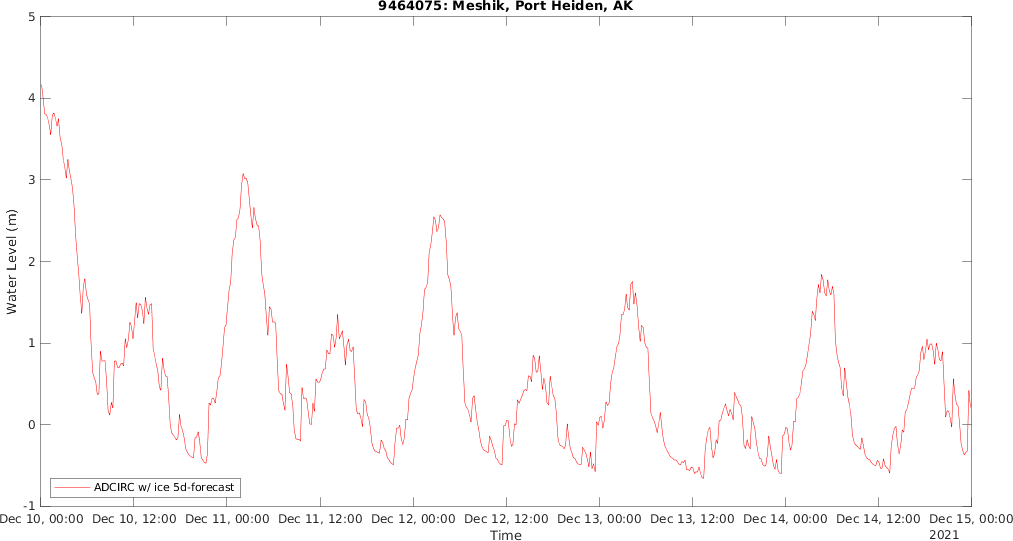 9464075: Meshik, Port Heiden, AK
5
4
3
2
1
0
-1
Water Level (m)
ADCIRC w/ ice 5d-forecast
Dec 10, 00:00 Dec 10, 12:00 Dec 11, 00:00 Dec 11, 12:00 Dec 12, 00:00 Dec 12, 12:00 Dec 13, 00:00 Dec 13, 12:00 Dec 14, 00:00 Dec 14, 12:00 Dec 15, 00:00
Time
2021